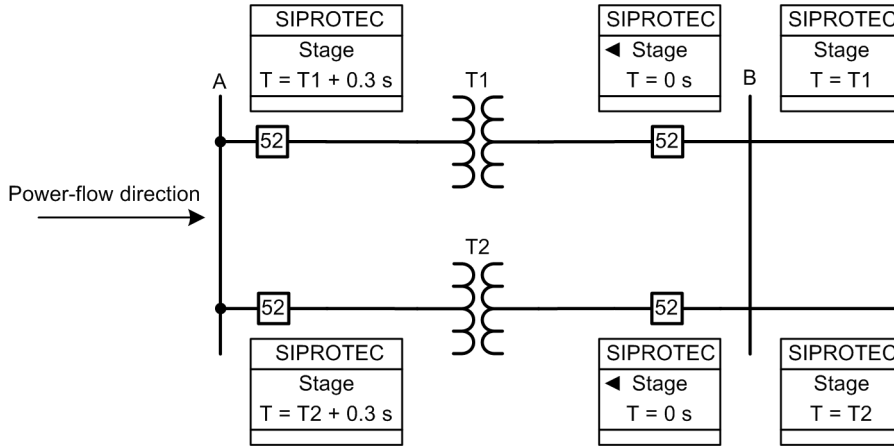 SIPROTEC
Stage
T = T1 + 0.3 s
SIPROTEC
◄ Stage
T = 0 s
SIPROTEC
Stage
T = T1
A
T1
B
52
52
Power-flow direction
T2
52
52
SIPROTEC
Stage
T = T2 + 0.3 s
SIPROTEC
◄ Stage
T = 0 s
SIPROTEC
Stage
T = T2